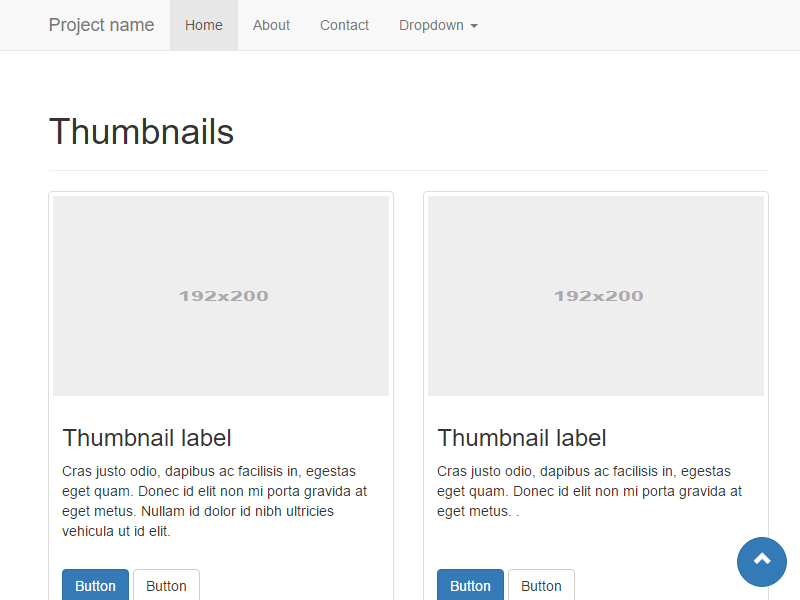 Project name Home About Contact Dropdown
Thumbnails
192x200
Thumbnail label
Cras justo odio, dapibus ac facilisis in, egestas
eget quam. Donec id elit non mi porta gravida at
eget metus. Nullam id dolor id nibh ultricies
vehicula ut id elit.
Button Button
192x200
Thumbnail label
Cras justo odio, dapibus ac facilisis in, egestas
eget quam. Donec id elit non mi porta gravida at
eget metus. .
Button Button